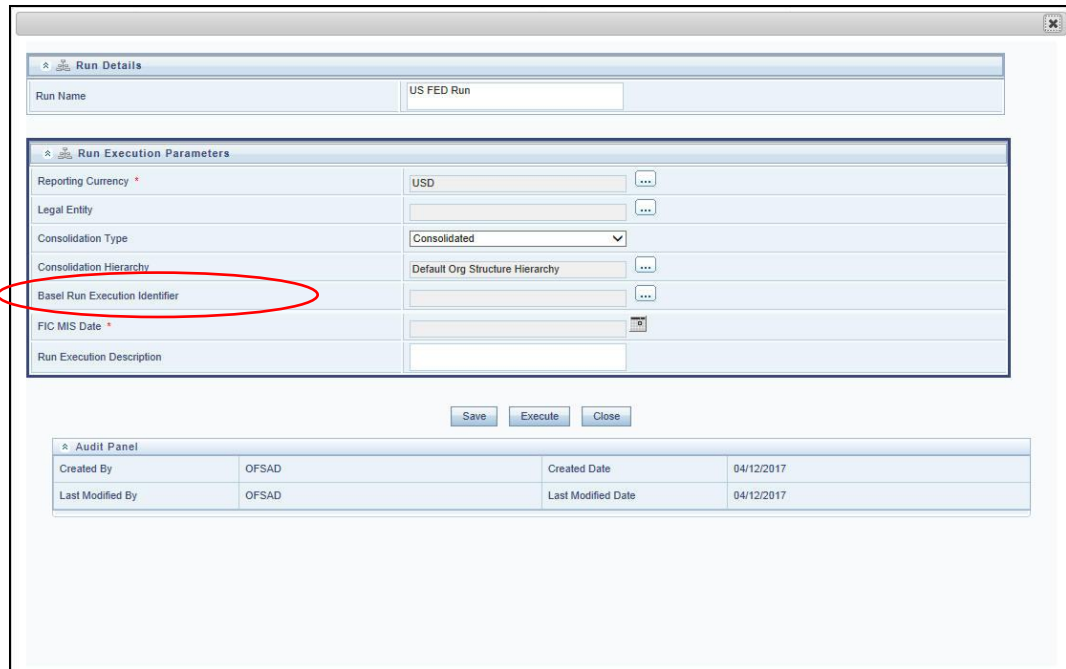 Run Details
Run Name US FED Run
Run Execution Parameters
Reporting Currency * USD ...
Legal Entity ...
Consolidation Type Consolidated
Consolidation Hierarchy Default Org Structure Hierarchy ...
Basel Run Execution Identifier ...
FIC MIS Date *
Run Execution Description
Save Execute Close
Audit Panel
Created By OFSAD Created Date 04/12/2017
Last Modified By OFSAD Last Modified Date 04/12/2017